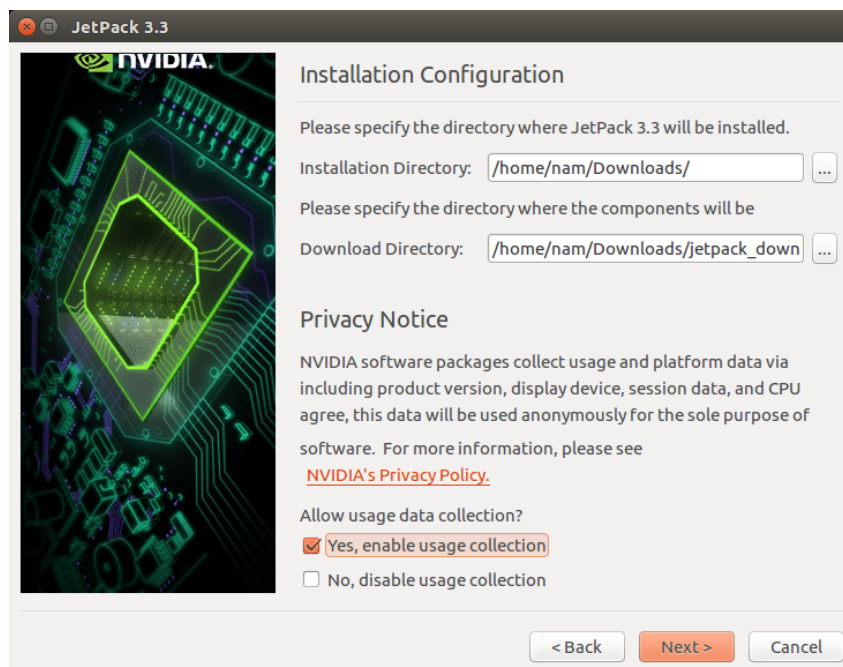 JetPack 3.3
NVIDIA.
Installation Configuration
Please specify the directory where JetPack 3.3 will be installed.
Installation Directory: /home/nam/Downloads/ ...
Please specify the directory where the components will be
Download Directory: /home/nam/Downloads/jetpack_down ...
Privacy Notice
NVIDIA software packages collect usage and platform data via
including product version, display device, session data, and CPU
agree, this data will be used anonymously for the sole purpose of
software. For more information, please see
NVIDIA's Privacy Policy.
Allow usage data collection?
Yes, enable usage collection
No, disable usage collection
< Back Next > Cancel